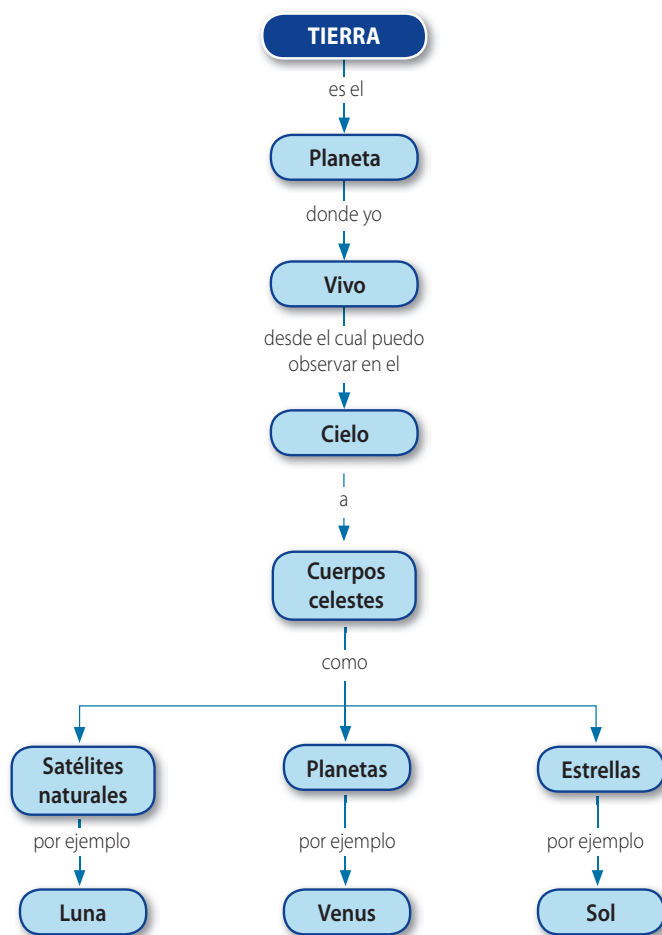 TIERRA
es el
Planeta
donde yo
Vivo
desde el cual puedo
observar en el
Cielo
a
Cuerpos
celestes
como
Satélites
naturales
Planetas
Estrellas
por ejemplo
por ejemplo
por ejemplo
Luna
Venus
Sol